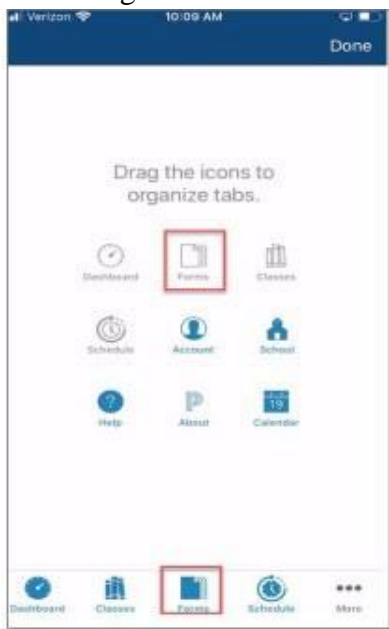 Verizon 10:09 AM
Done
Drag the icons to
organize tabs.
Dashboard Forms Classes
Schedule Account School
Help About Calendar
19
Dashboard Classes Forms Schedule More